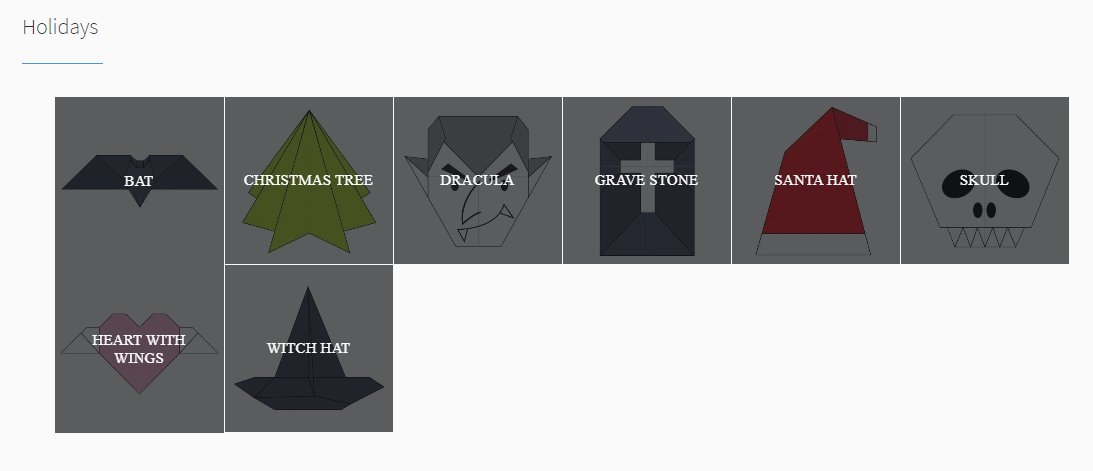 Holidays
BAT
CHRISTMAS TREE
DRACULA
GRAVE STONE
SANTA HAT
SKULL
HEART WITH
WINGS
WITCH HAT